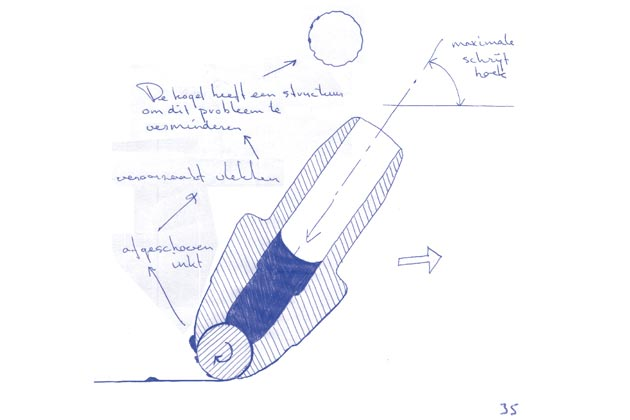 maximale
schrijf
hoek
De kogel heeft een structuur
om dit probleem te
verminderen
veroorzaakt vlekken
afgeschoven
inkt
35